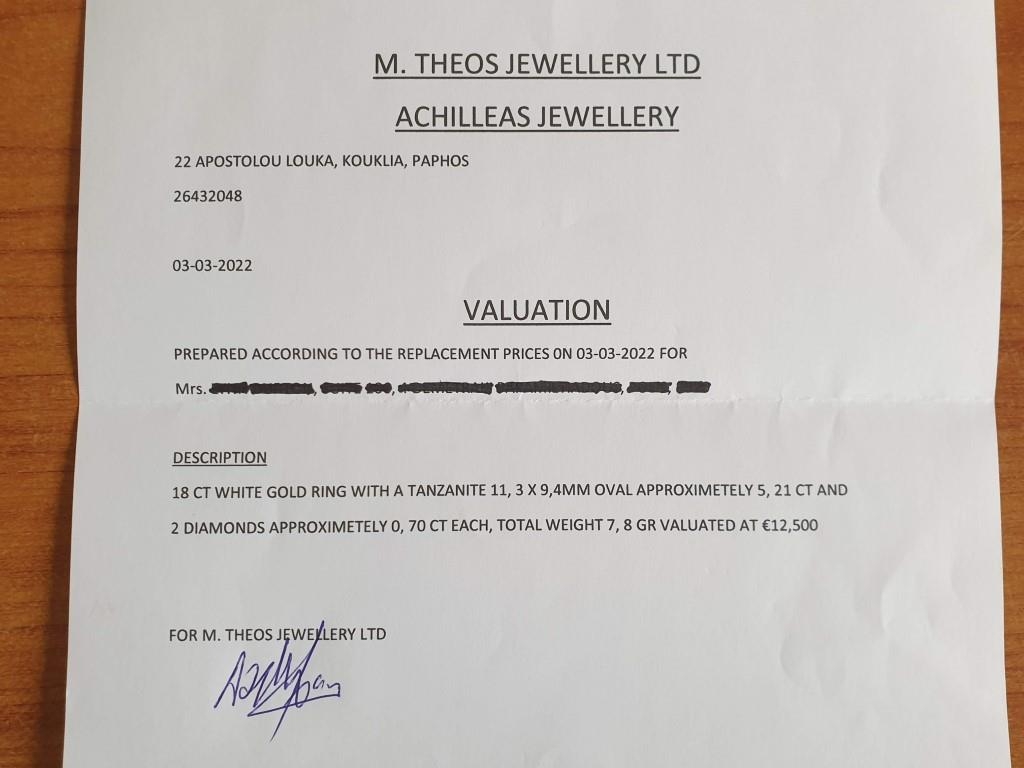 M. THEOS JEWELLERY LTD
ACHILLEAS JEWELLERY
22 APOSTOLOU LOUKA, KOUKLIA, PAPHOS
26432048
03-03-2022
VALUATION
PREPARED ACCORDING TO THE REPLACEMENT PRICES 0N 03-03-2022 FOR
Mrs.
DESCRIPTION
18 CT WHITE GOLD RING WITH A TANZANITE 11, 3 X 9,4MM OVAL APPROXIMETELY 5, 21 CT AND
2 DIAMONDS APPROXIMETELY 0, 70 CT EACH, TOTAL WEIGHT 7, 8 GR VALUATED AT €12,500
FOR M. THEOS JEWELLERY LTD